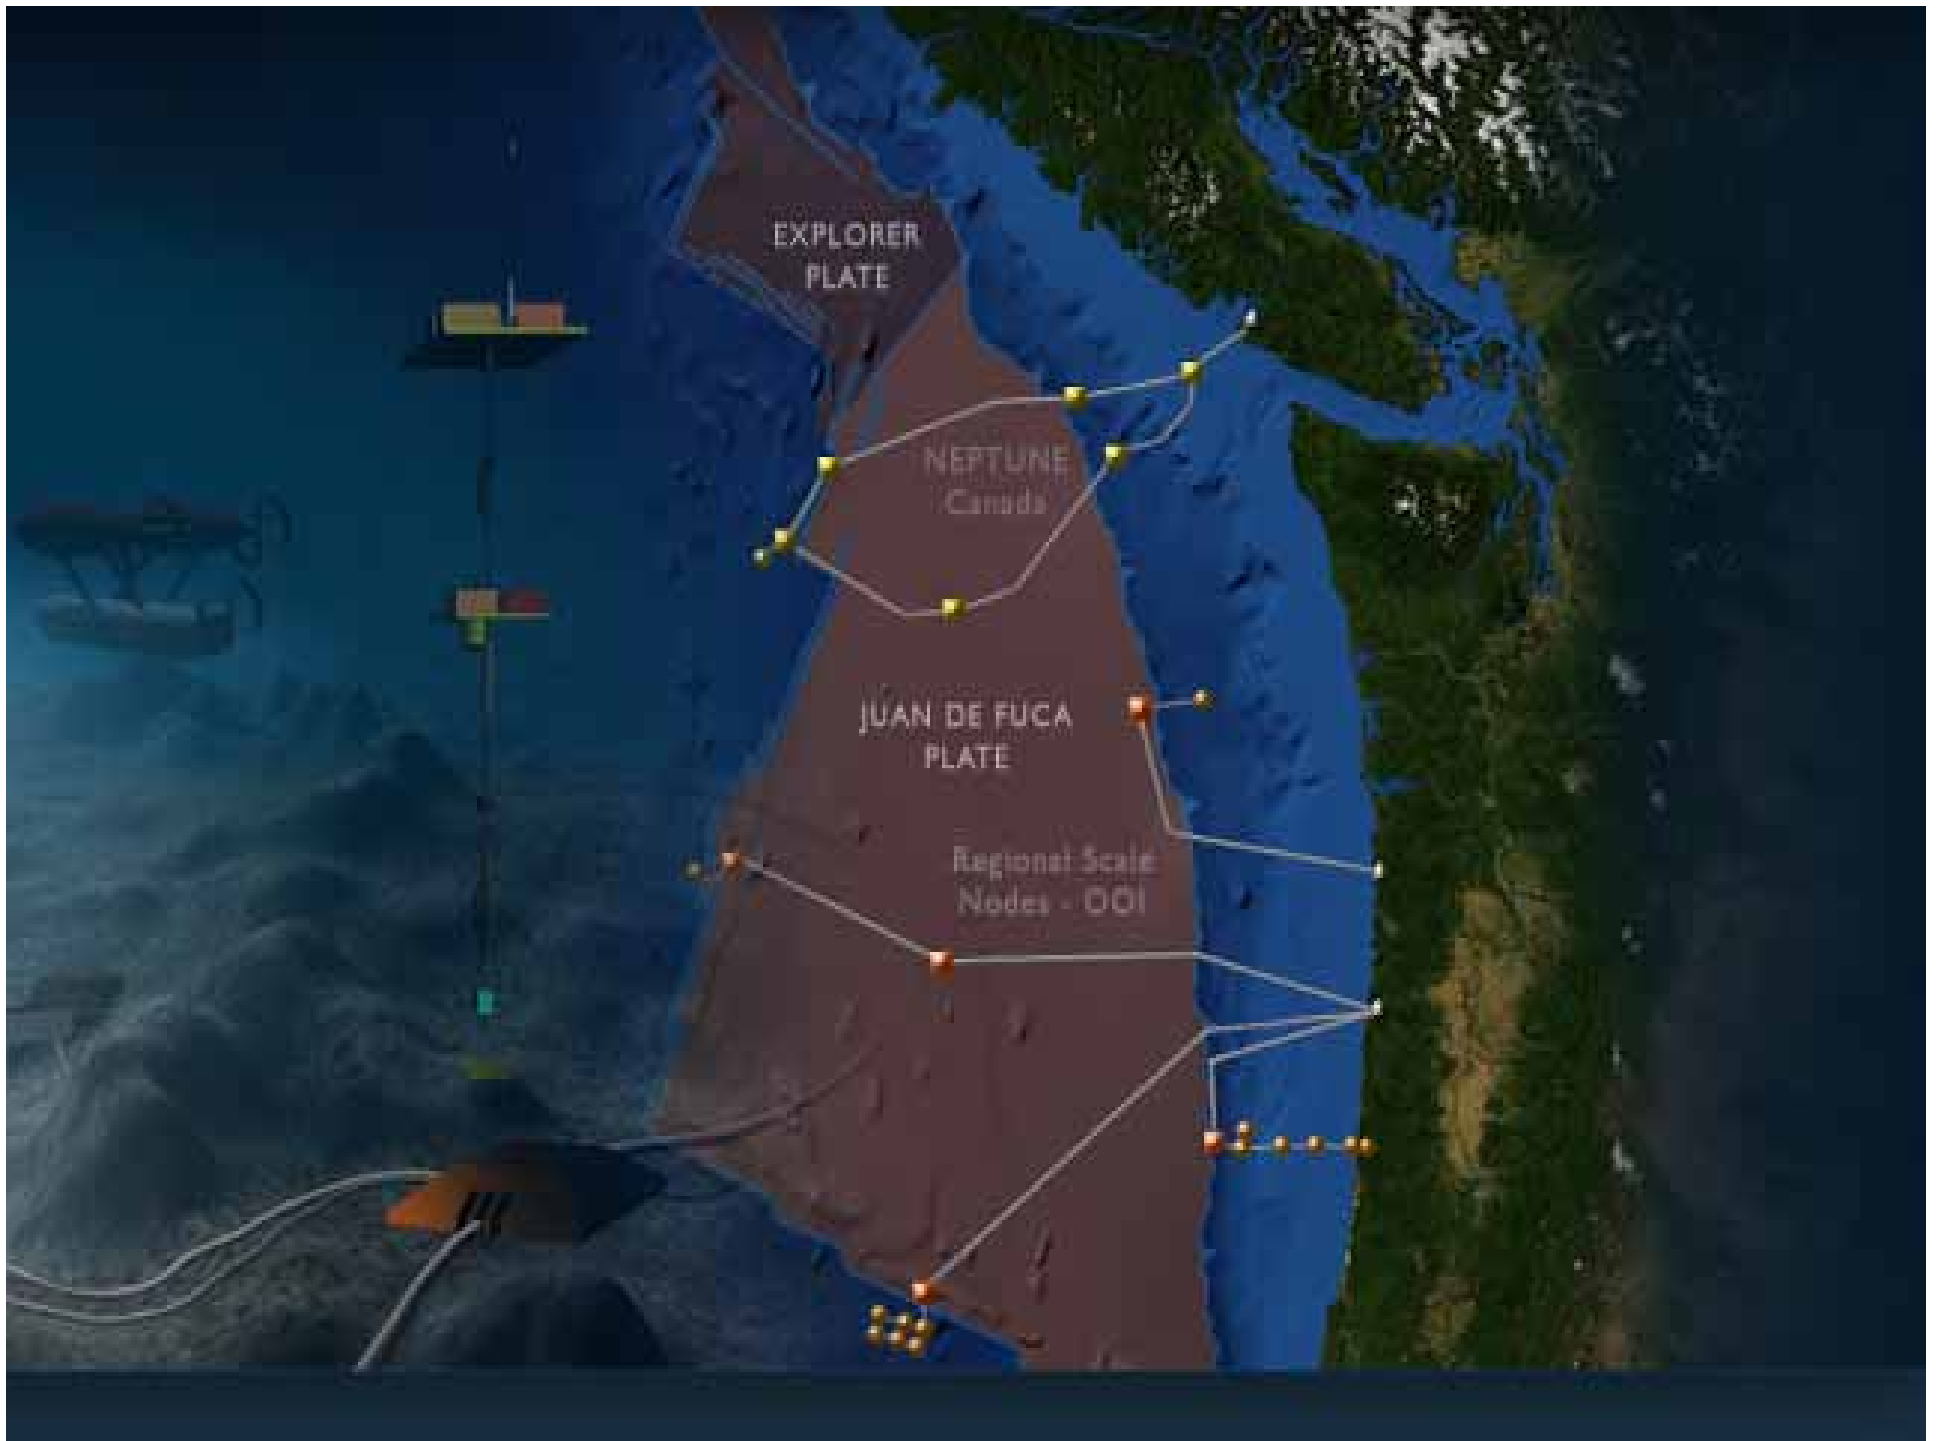 EXPLORER
PLATE
NEPTUNE
Canada
JUAN DE FUCA
PLATE
Regional Scale
Nodes - OOI